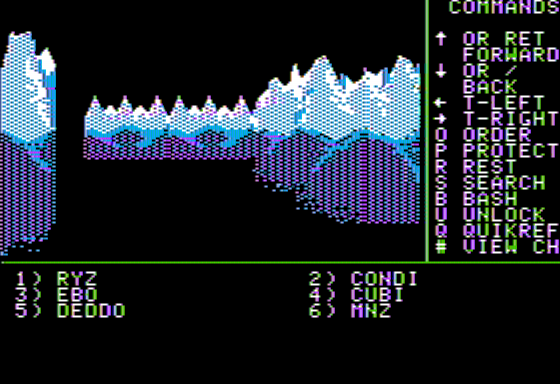 COMMANDS
↑ OR RET
FORWARD
↓ OR /
BACK
← T-LEFT
→ T-RIGHT
O ORDER
P PROTECT
R REST
S SEARCH
B BASH
U UNLOCK
Q QUIKREF
# VIEW CH
1) RYZ 2) CONDI
3) EBO 4) CUBI
5) DEDDO 6) MNZ